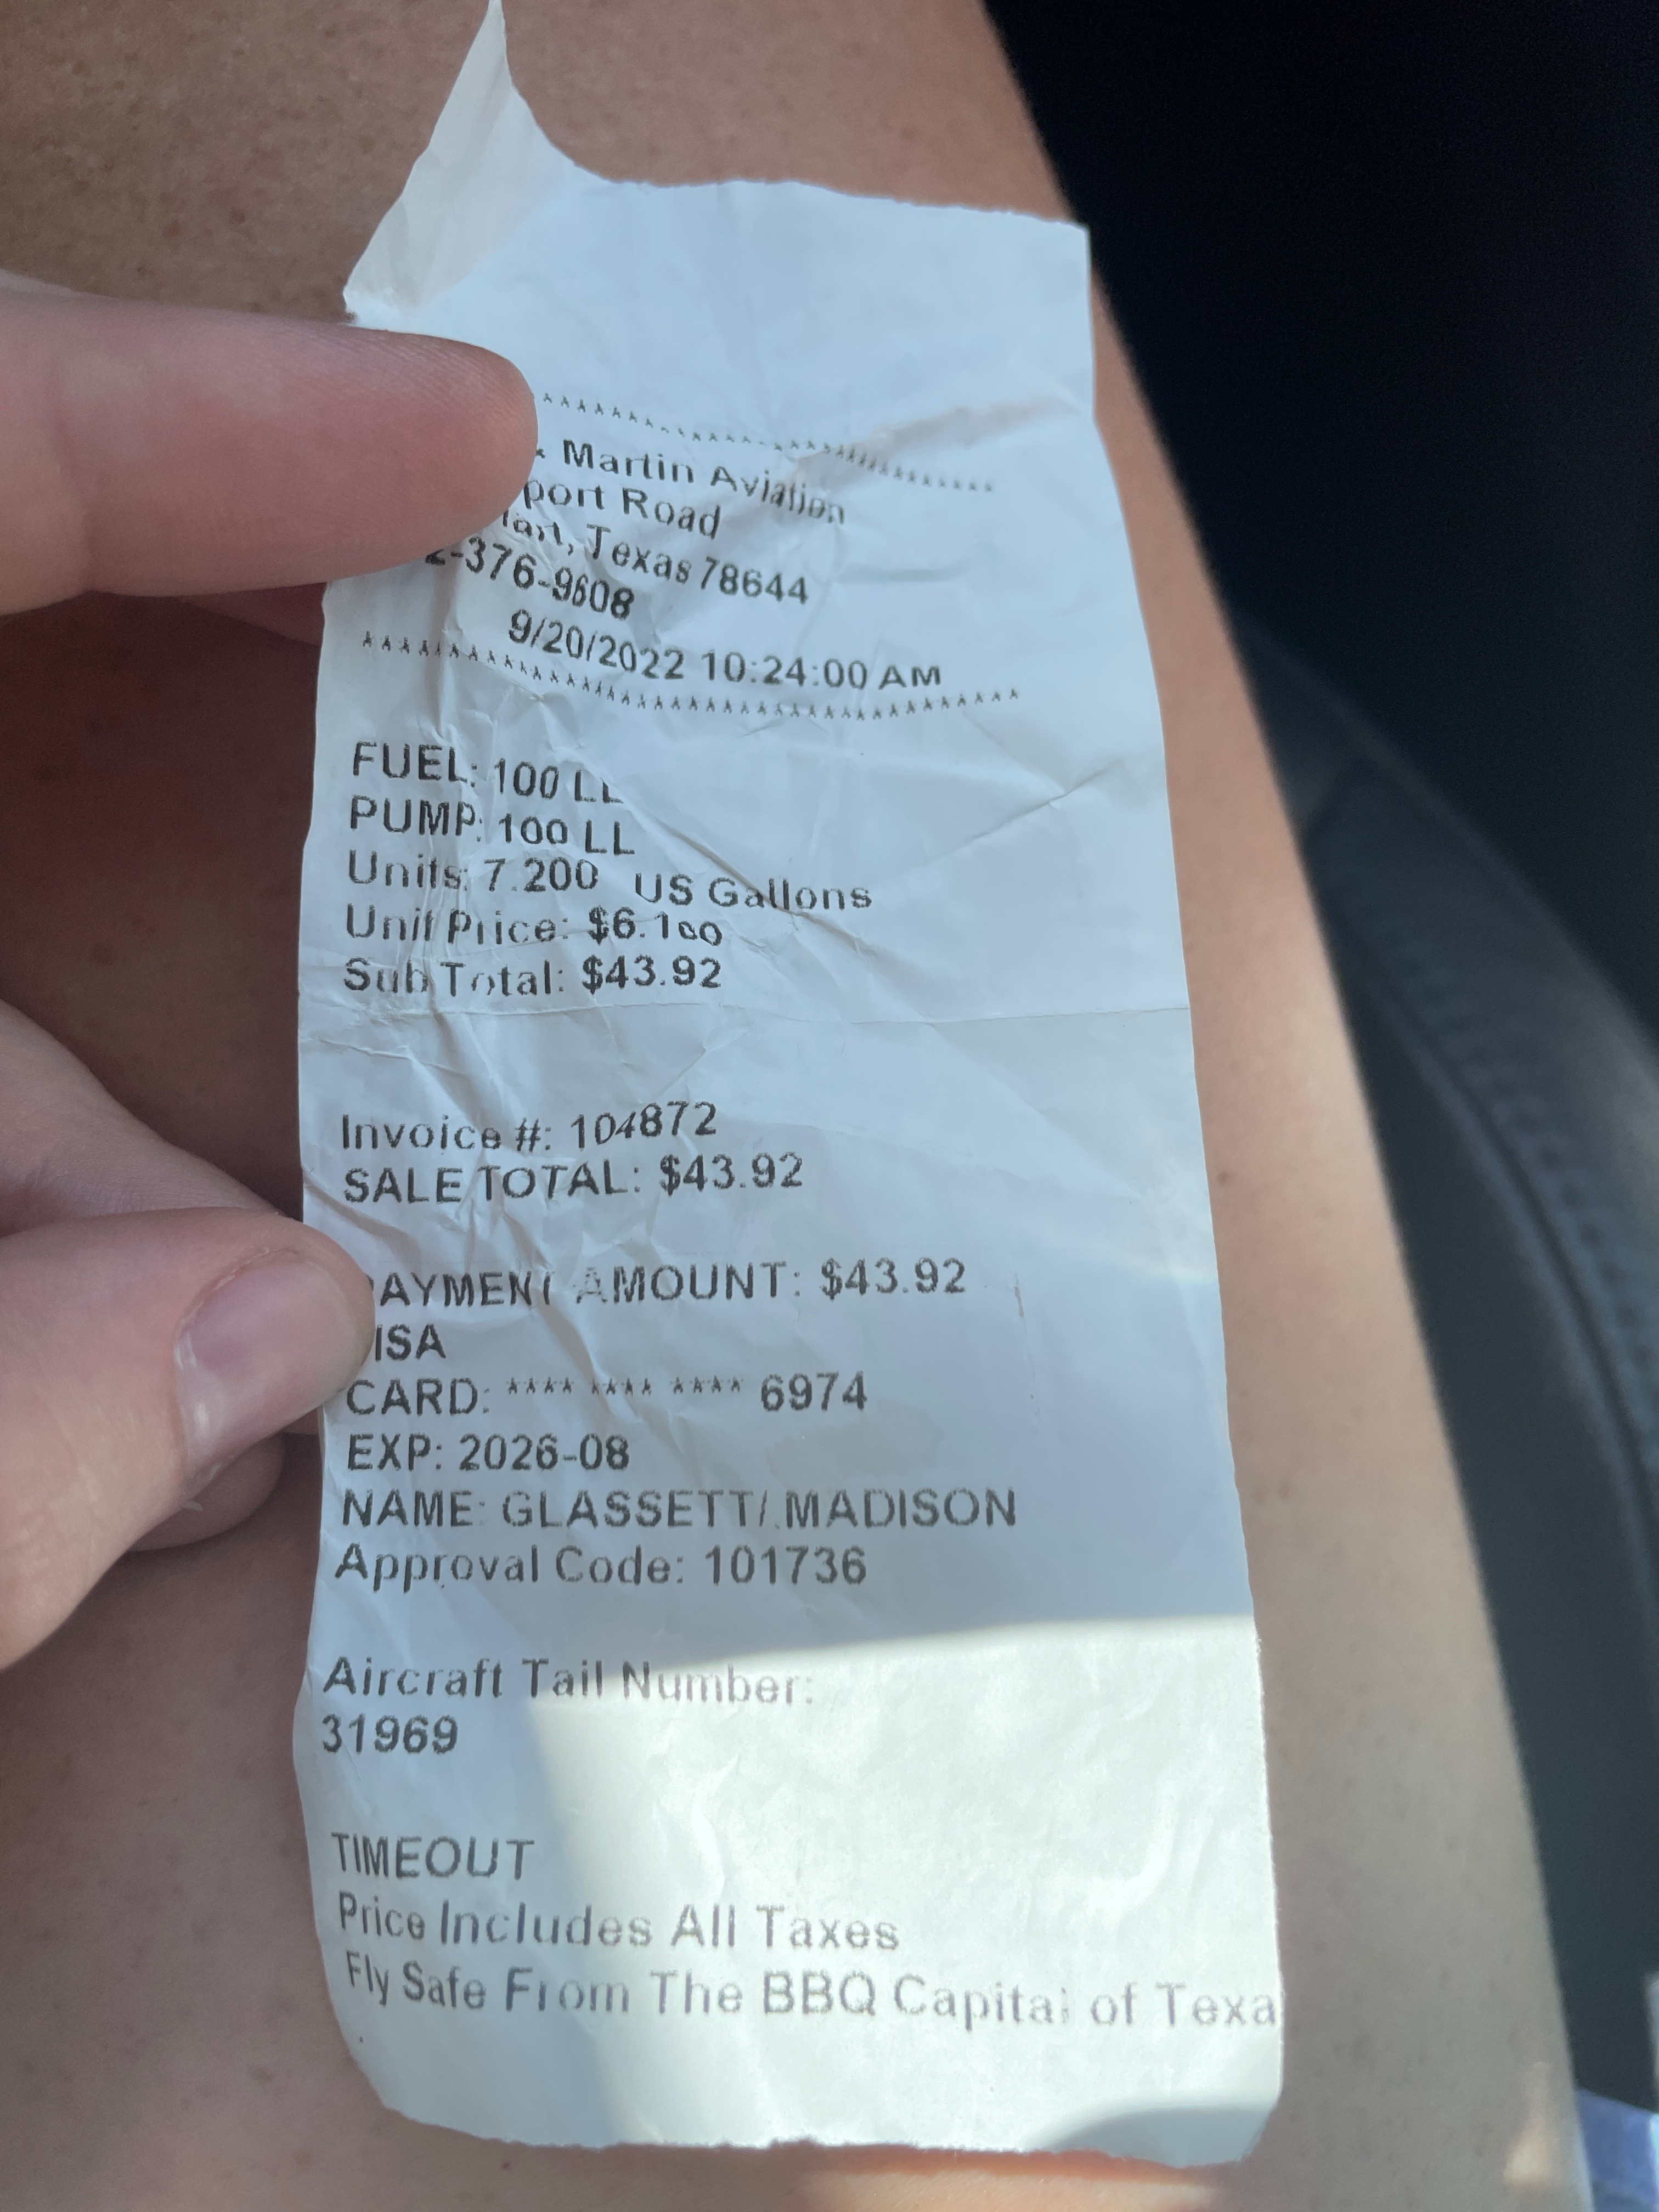 *****************************************
Martin Aviation
Road
Texas 78644
-376-9608
9/20/2022 10:24:00 AM
*****************************************
FUEL: 100 LL
PUMP: 100 LL
Units: 7.200 US Gallons
Unit Price: $6.100
Sub Total: $43.92
Invoice #: 104872
SALE TOTAL: $43.92
PAYMENT AMOUNT: $43.92
VISA
CARD: **** **** **** 6974
EXP: 2026-08
NAME: GLASSETT/ MADISON
Approval Code: 101736
Aircraft Tail Number:
31969
TIMEOUT
Price Includes All Taxes
Fly Safe From The BBQ Capital of Texa